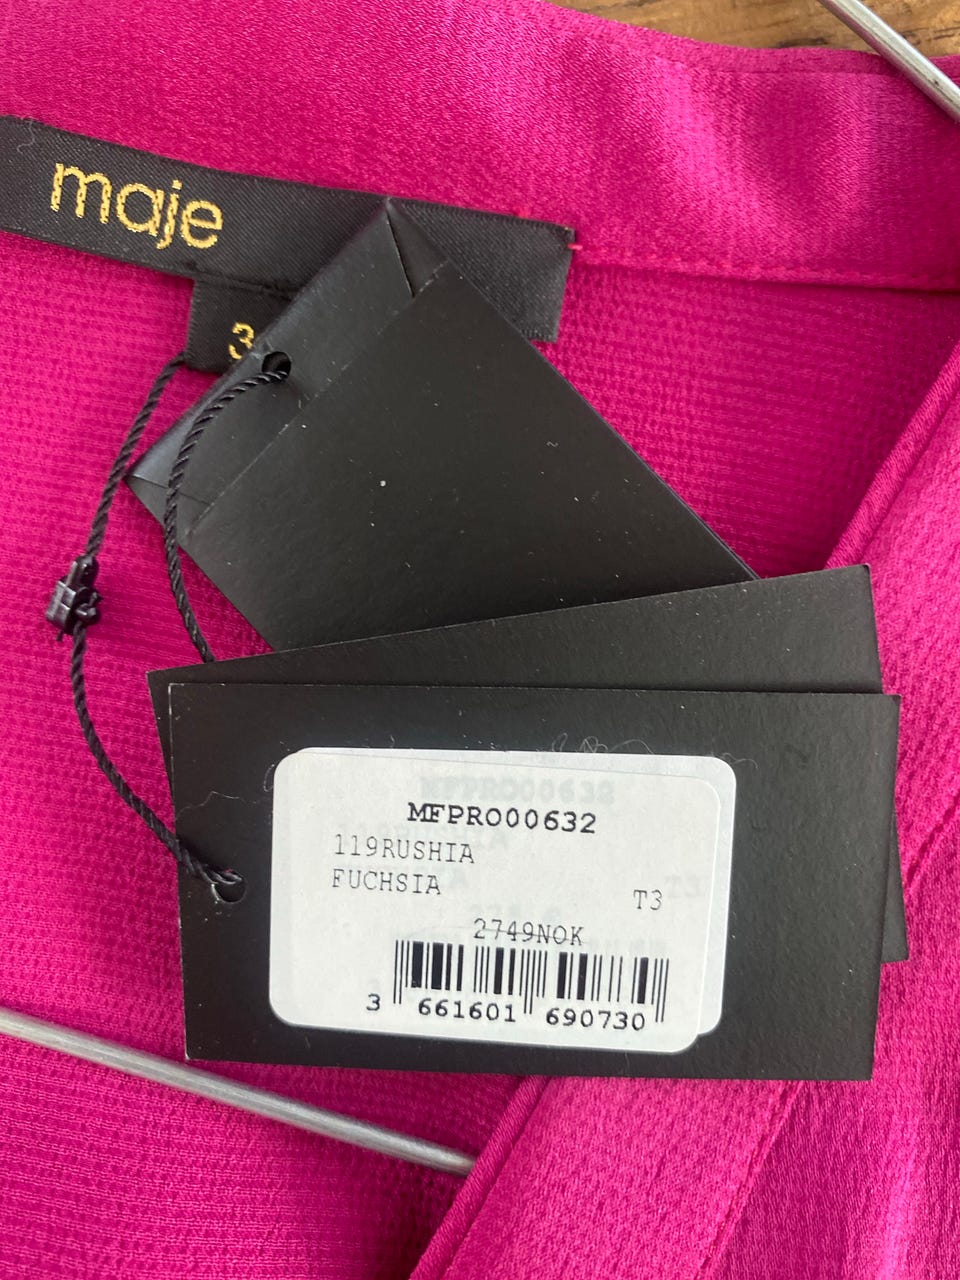 maje
3
MFPRO00632
119RUSHIA
FUCHSIA T3
2749NOK
3 661601 690730